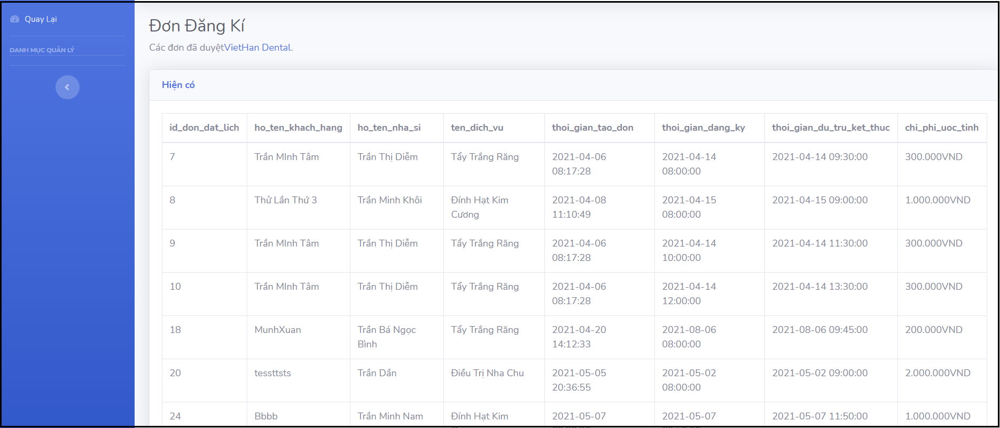 Quay Lại
DANH MỤC QUẢN LÝ
Đơn Đăng Kí
Các đơn đã duyệtVietHan Dental.
Hiện có
id_don_dat_lich ho_ten_khach_hang ho_ten_nha_si ten_dich_vu thoi_gian_tao_don thoi_gian_dang_ky thoi_gian_du_tru_ket_thuc chi_phi_uoc_tinh
7 Trần MInh Tâm Trần Thị Diễm Tẩy Trắng Răng 2021-04-06 2021-04-14 2021-04-14 09:30:00 300.000VND
08:17:28 08:00:00
8 Thử Lần Thứ 3 Trần Minh Khôi Đính Hạt Kim 2021-04-08 2021-04-15 2021-04-15 09:00:00 1.000.000VND
Cương 11:10:49 08:00:00
9 Trần MInh Tâm Trần Thị Diễm Tẩy Trắng Răng 2021-04-06 2021-04-14 2021-04-14 11:30:00 300.000VND
08:17:28 10:00:00
10 Trần MInh Tâm Trần Thị Diễm Tẩy Trắng Răng 2021-04-06 2021-04-14 2021-04-14 13:30:00 300.000VND
08:17:28 12:00:00
18 MunhXuan Trần Bá Ngọc Tẩy Trắng Răng 2021-04-20 2021-08-06 2021-08-06 09:45:00 200.000VND
Bình 14:12:33 08:00:00
20 tessttsts Trần Dần Điều Trị Nha Chu 2021-05-05 2021-05-02 2021-05-02 09:00:00 2.000.000VND
20:36:55 08:00:00
24 Bbbb Trần Minh Nam Đính Hạt Kim 2021-05-07 2021-05-07 2021-05-07 11:50:00 1.000.000VND